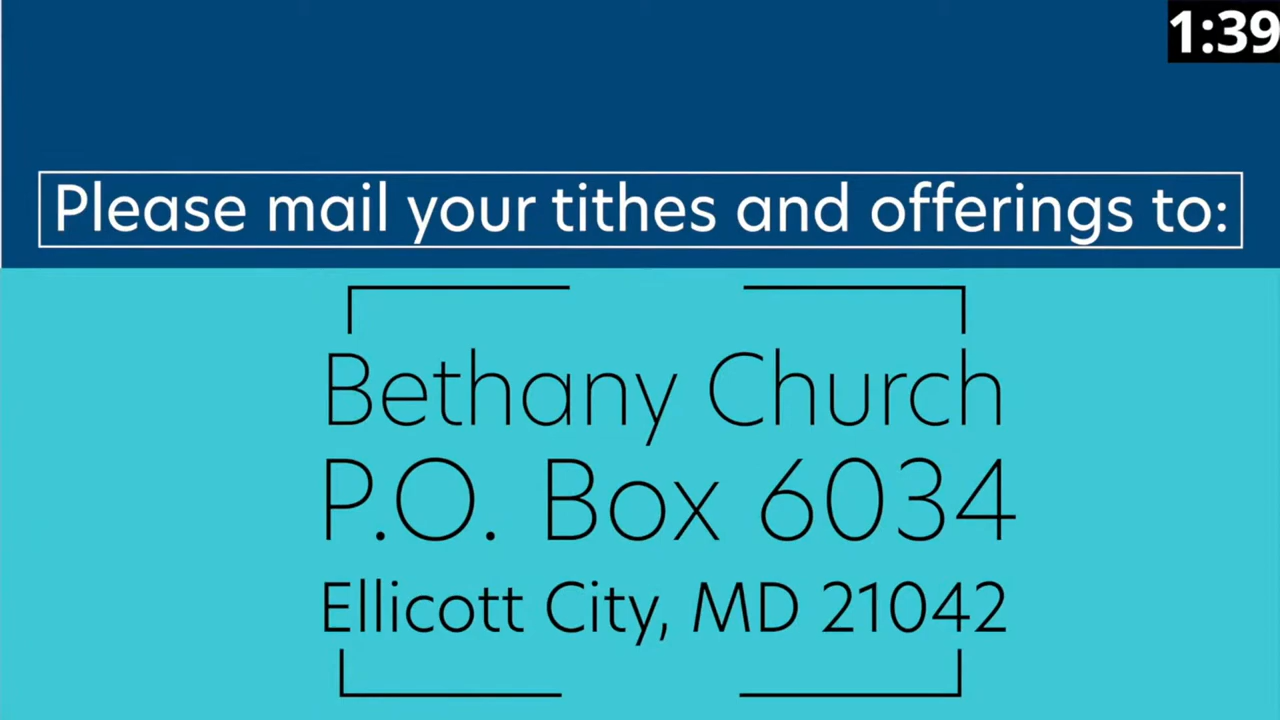 1:39
Please mail your tithes and offerings to:
Bethany Church
P.O. Box 6034
Ellicott City, MD 21042